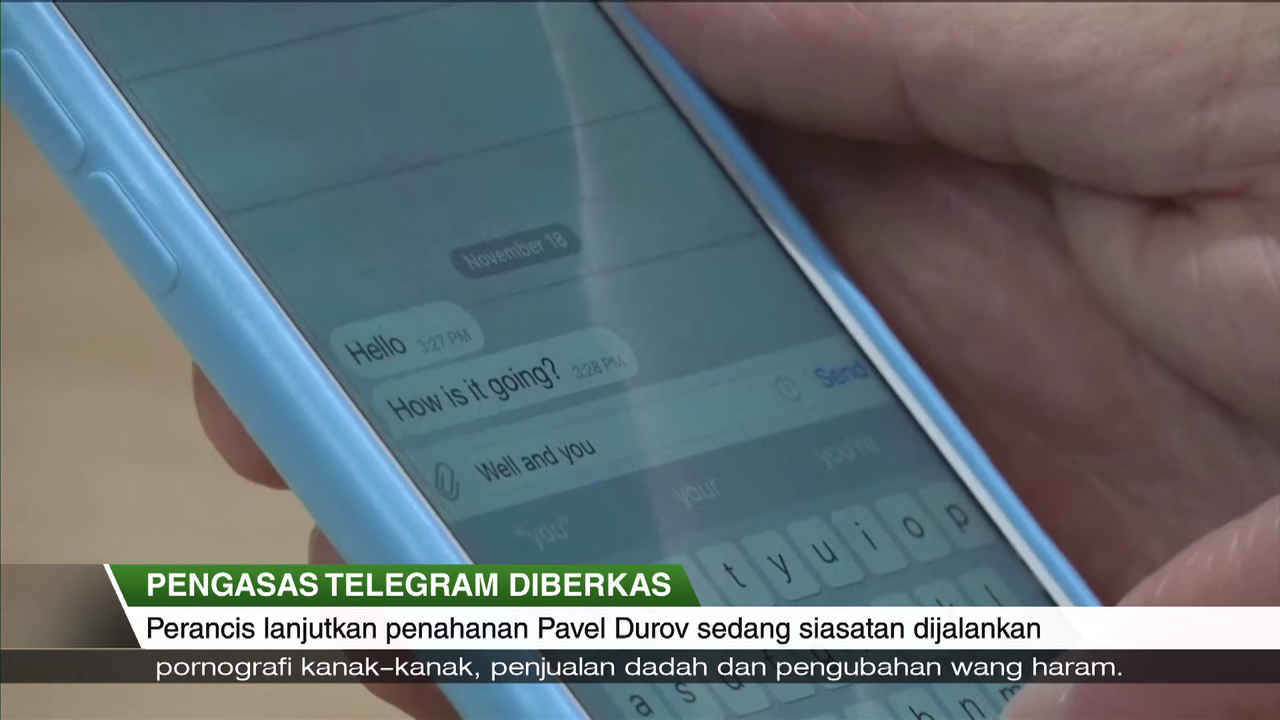 November 18
Hello 3:27 PM
How is it going? 3:28 PM
Well and you Send
"you" your you're
t y u i o p
a s
n
PENGASAS TELEGRAM DIBERKAS
Perancis lanjutkan penahanan Pavel Durov sedang siasatan dijalankan
pornografi kanak-kanak, penjualan dadah dan pengubahan wang haram.